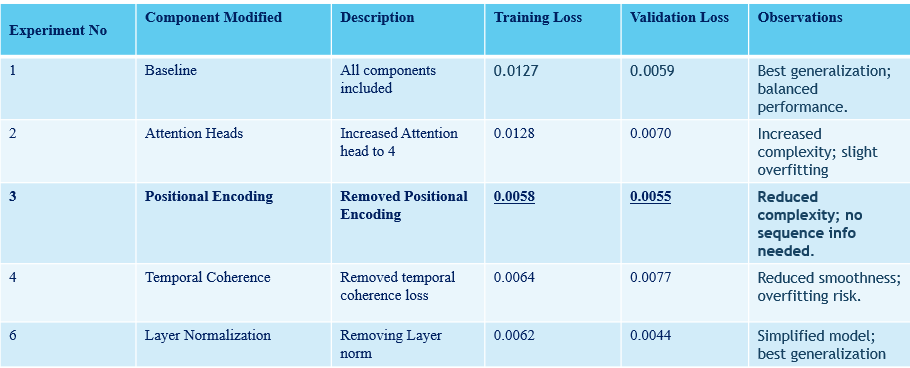 Experiment No
Component Modified
Description
Training Loss
Validation Loss
Observations
1
Baseline
All components
included
0.0127
0.0059
Best generalization;
balanced
performance.
2
Attention Heads
Increased Attention
head to 4
0.0128
0.0070
Increased
complexity; slight
overfitting
3
Positional Encoding
Removed Positional
Encoding
0.0058
0.0055
Reduced
complexity; no
sequence info
needed.
4
Temporal Coherence
Removed temporal
coherence loss
0.0064
0.0077
Reduced smoothness;
overfitting risk.
6
Layer Normalization
Removing Layer
norm
0.0062
0.0044
Simplified model;
best generalization